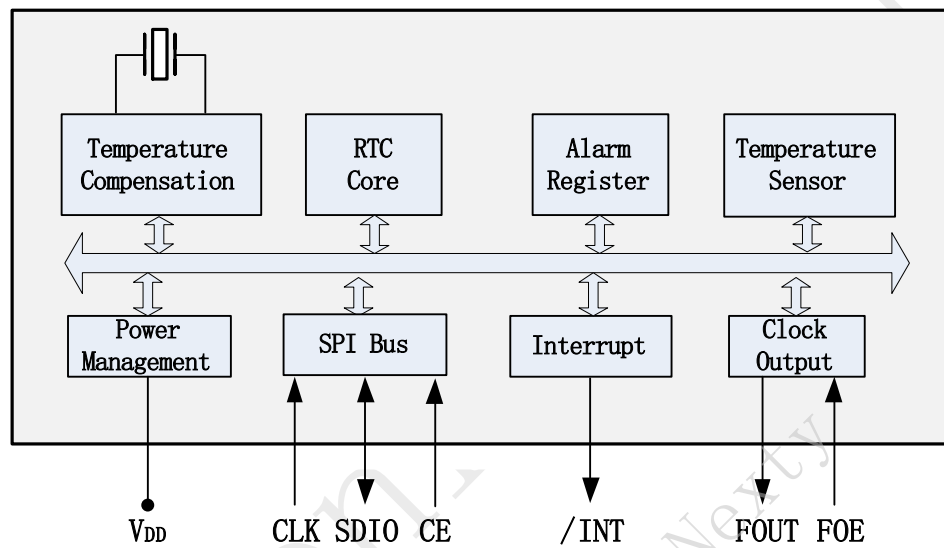 Temperature
Compensation
RTC
Core
Alarm
Register
Temperature
Sensor
Power
Management
SPI Bus
Interrupt
Clock
Output
VDD
CLK SDIO CE
/INT
FOUT FOE
Nexty